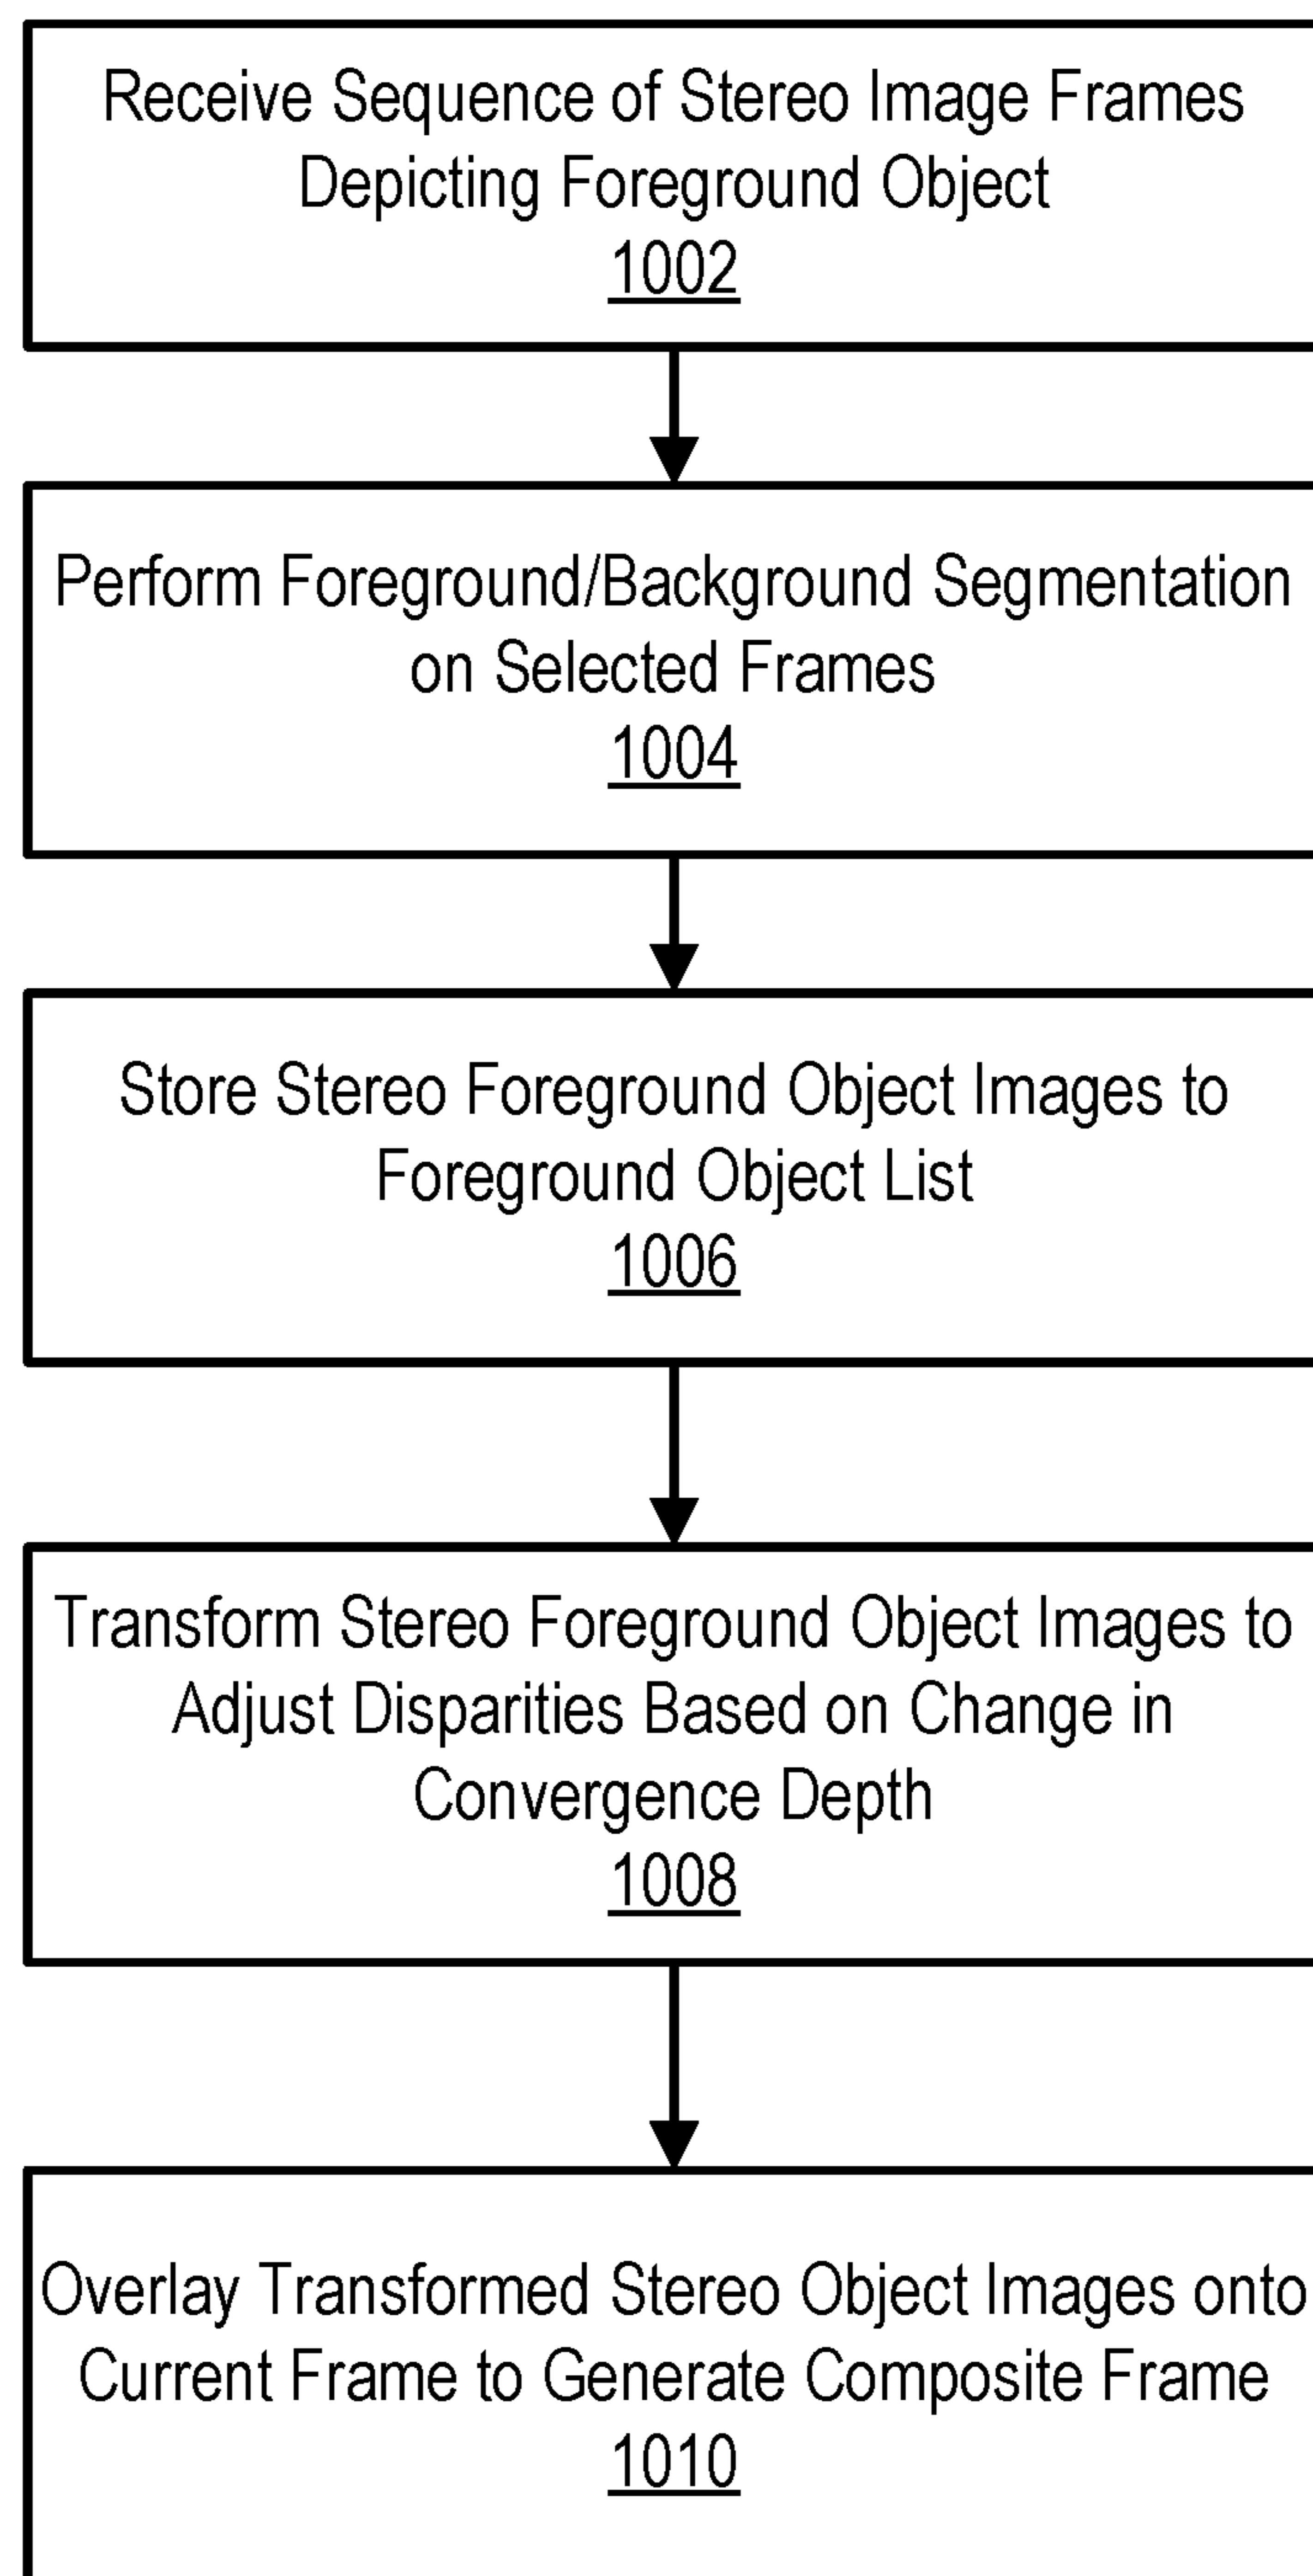 Receive Sequence of Stereo Image Frames
Depicting Foreground Object
1002
Perform Foreground/Background Segmentation
on Selected Frames
1004
Store Stereo Foreground Object Images to
Foreground Object List
1006
Transform Stereo Foreground Object Images to
Adjust Disparities Based on Change in
Convergence Depth
1008
Overlay Transformed Stereo Object Images onto
Current Frame to Generate Composite Frame
1010